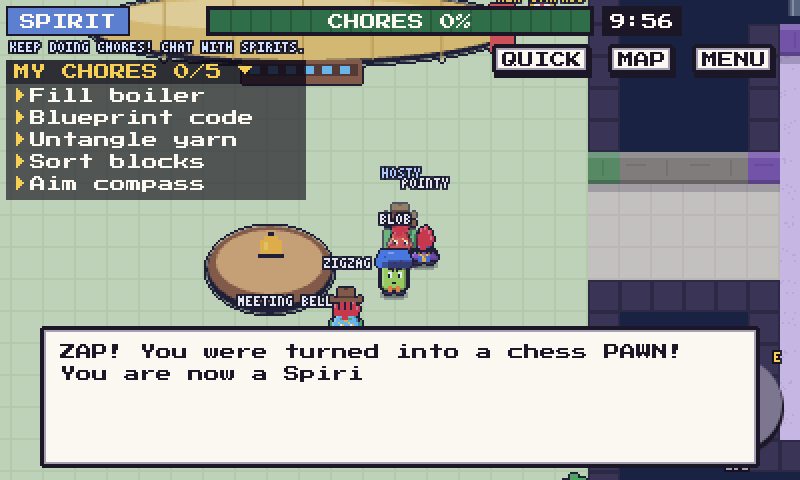 SPIRIT
CHORES 0%
9:56
KEEP DOING CHORES! CHAT WITH SPIRITS.
QUICK
MAP
MENU
MY CHORES 0/5
Fill boiler
Blueprint code
Untangle yarn
Sort blocks
Aim compass
HOSTY
POINTY
BLOB
ZIGZAG
MEETING BELL
ZAP! You were turned into a chess PAWN!
You are now a Spiri